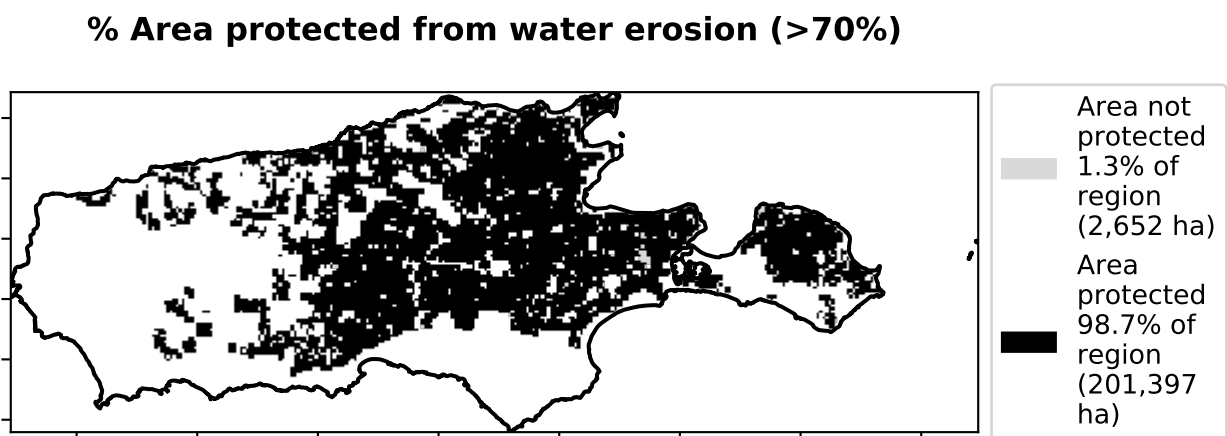 % Area protected from water erosion (>70%)
Area not
protected
1.3% of
region
(2,652 ha)
Area
protected
98.7% of
region
(201,397
ha)